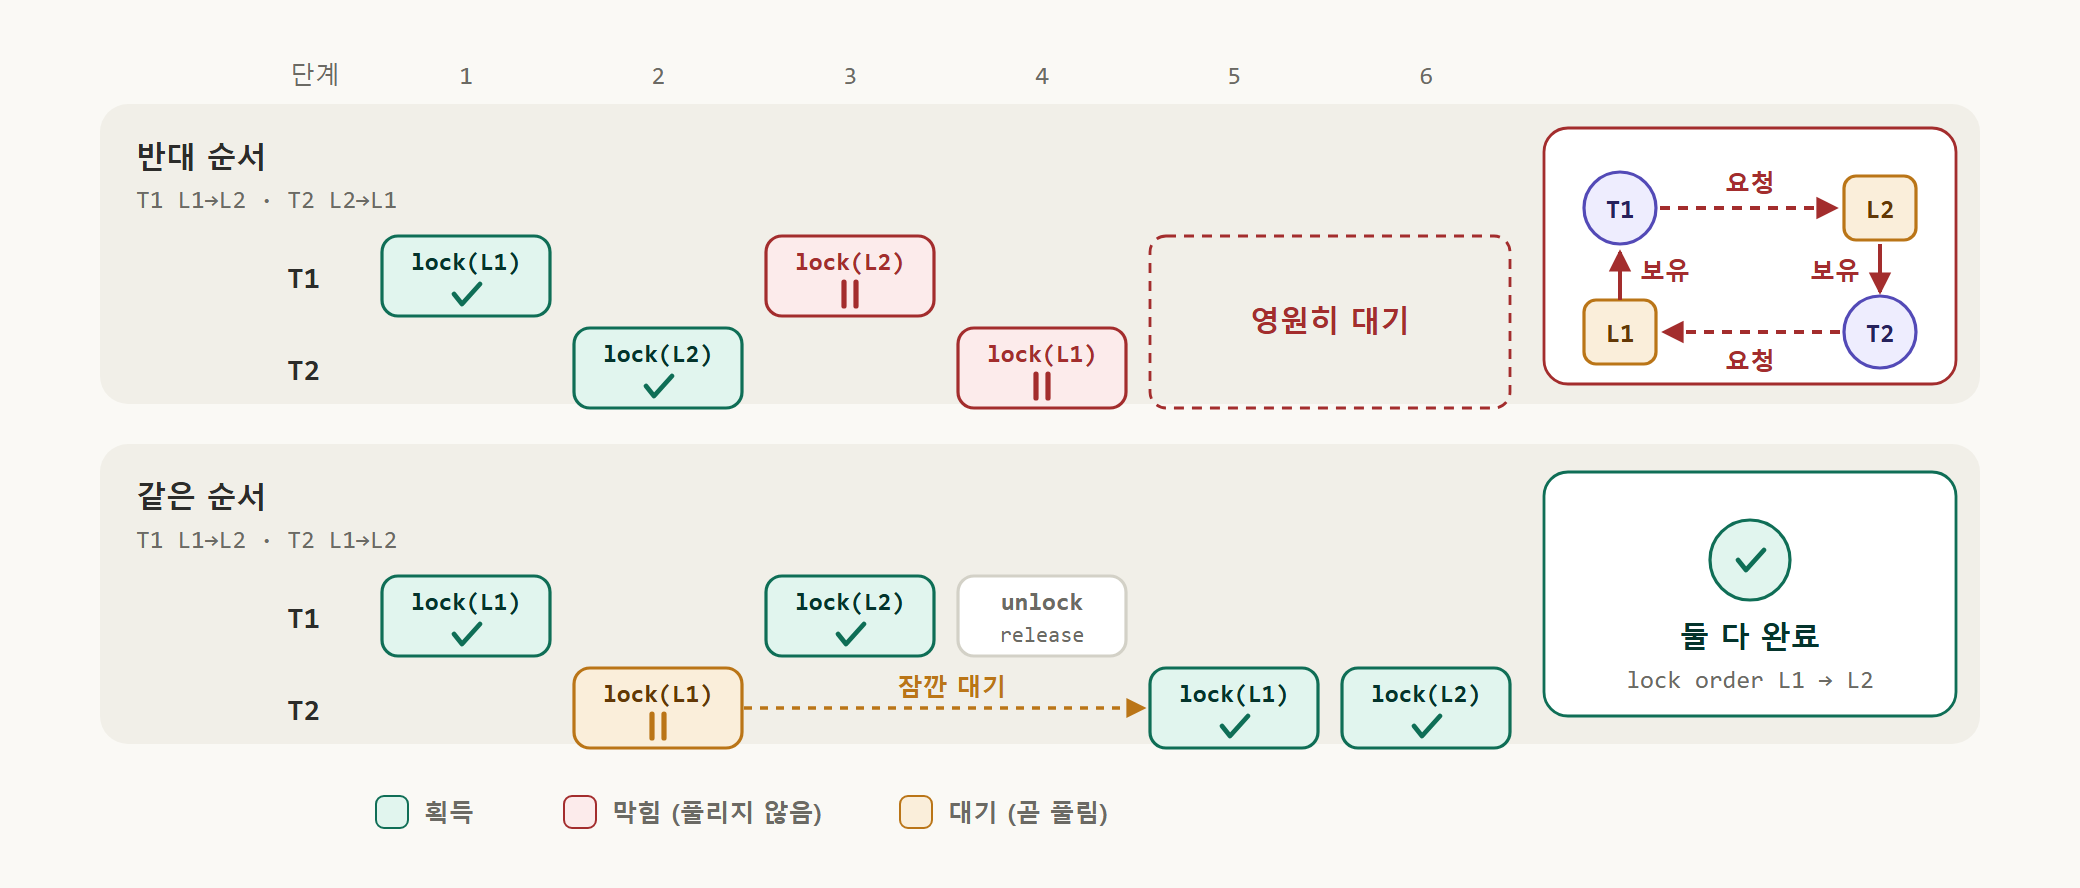 단계 1 2 3 4 5 6
반대 순서
T1 L1→L2 · T2 L2→L1
T1 lock(L1) lock(L2)
T2 lock(L2) lock(L1)
영원히 대기
T1 요청 L2
보유 보유
L1 요청 T2
같은 순서
T1 L1→L2 · T2 L1→L2
T1 lock(L1) lock(L2) unlock
release
T2 lock(L1) 잠깐 대기 lock(L1) lock(L2)
둘 다 완료
lock order L1 → L2
획득 막힘 (풀리지 않음) 대기 (곧 풀림)